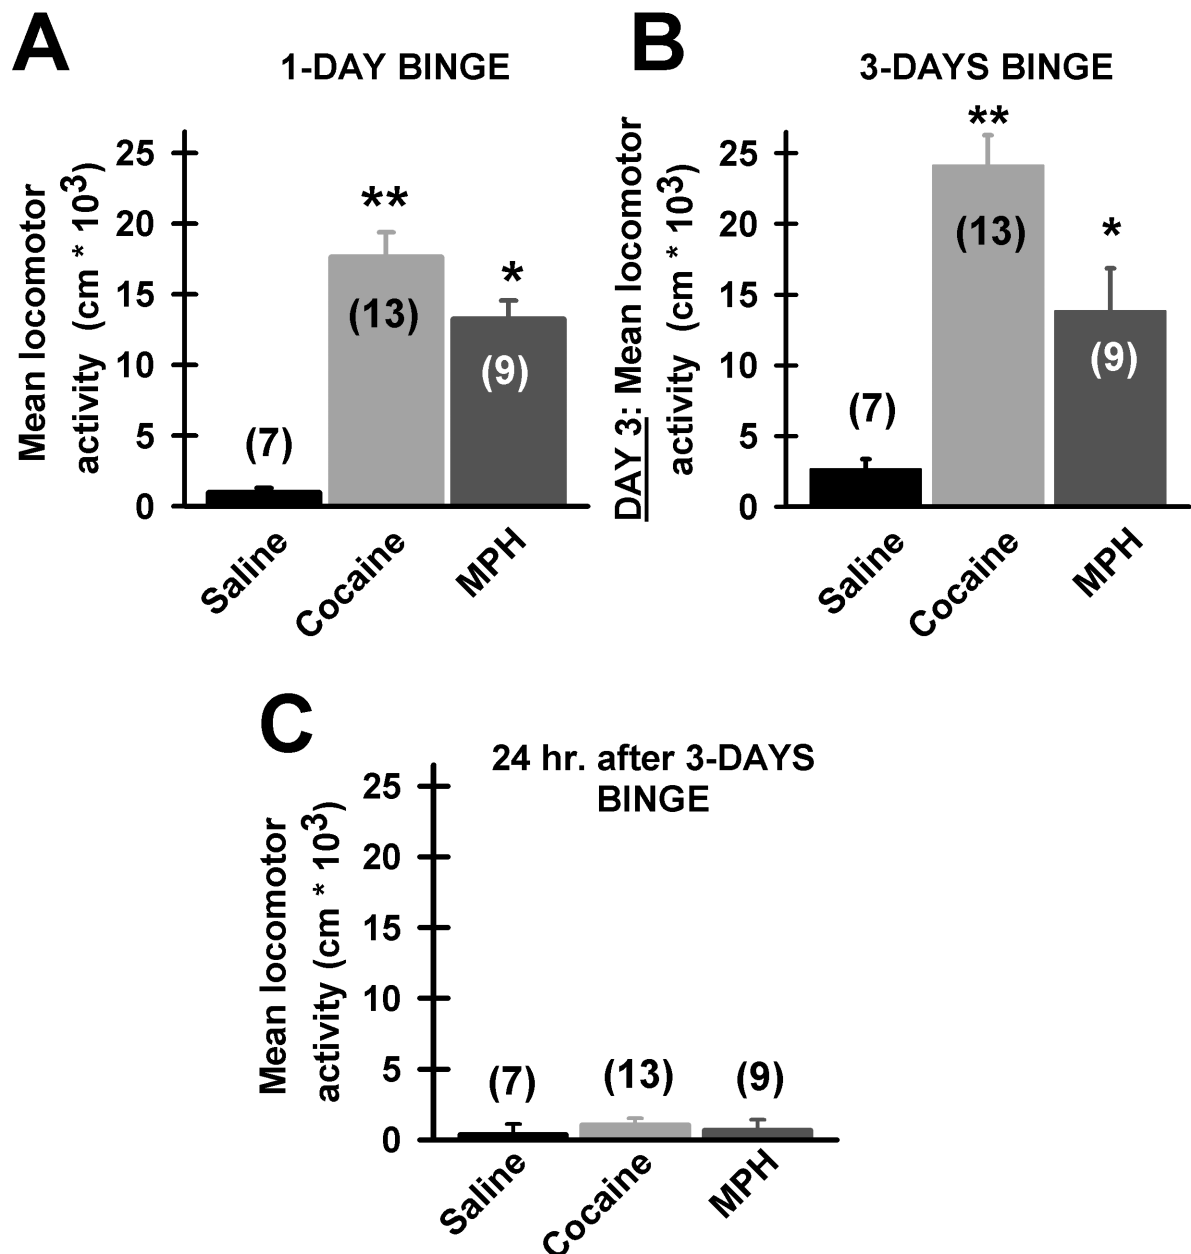 A
1-DAY BINGE
Mean locomotor
activity (cm * 10³)
25
20
15
10
5
0
**
*
(7)
(13)
(9)
Saline
Cocaine
MPH
B
3-DAYS BINGE
DAY 3: Mean locomotor
activity (cm * 10³)
25
20
15
10
5
0
**
*
(7)
(13)
(9)
Saline
Cocaine
MPH
C
24 hr. after 3-DAYS
BINGE
Mean locomotor
activity (cm * 10³)
25
20
15
10
5
0
(7)
(13)
(9)
Saline
Cocaine
MPH